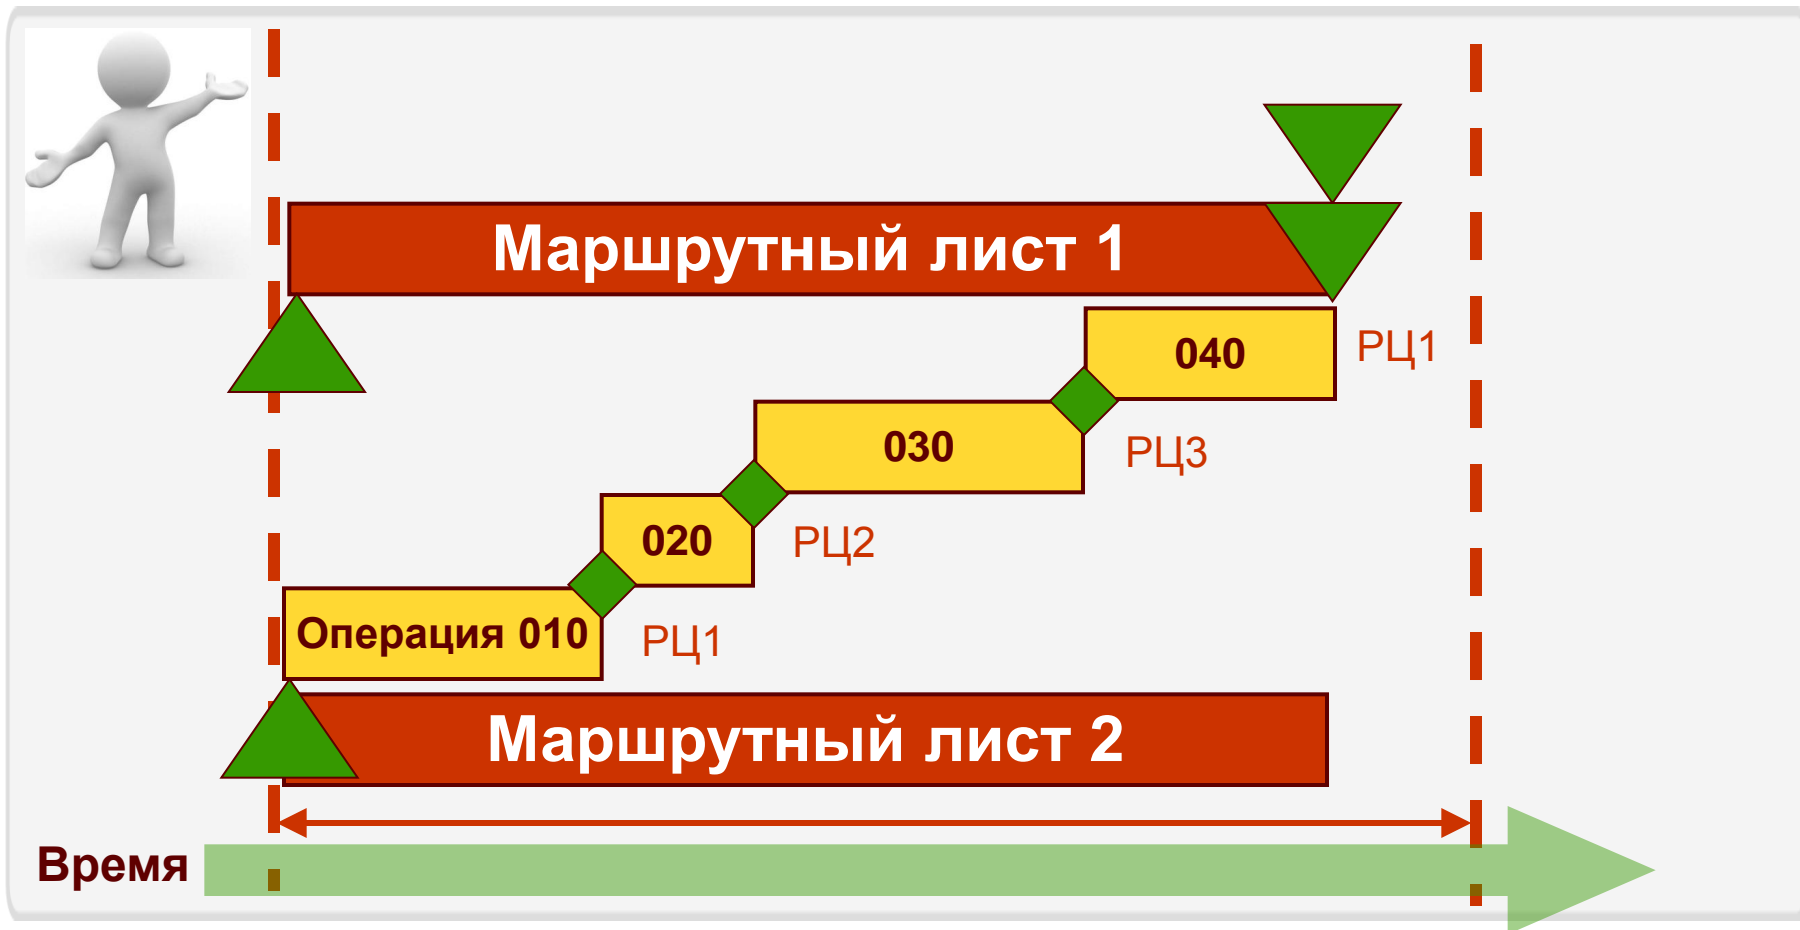 Маршрутный лист 1
040
РЦ1
030
РЦ3
020
РЦ2
Операция 010
РЦ1
Маршрутный лист 2
Время